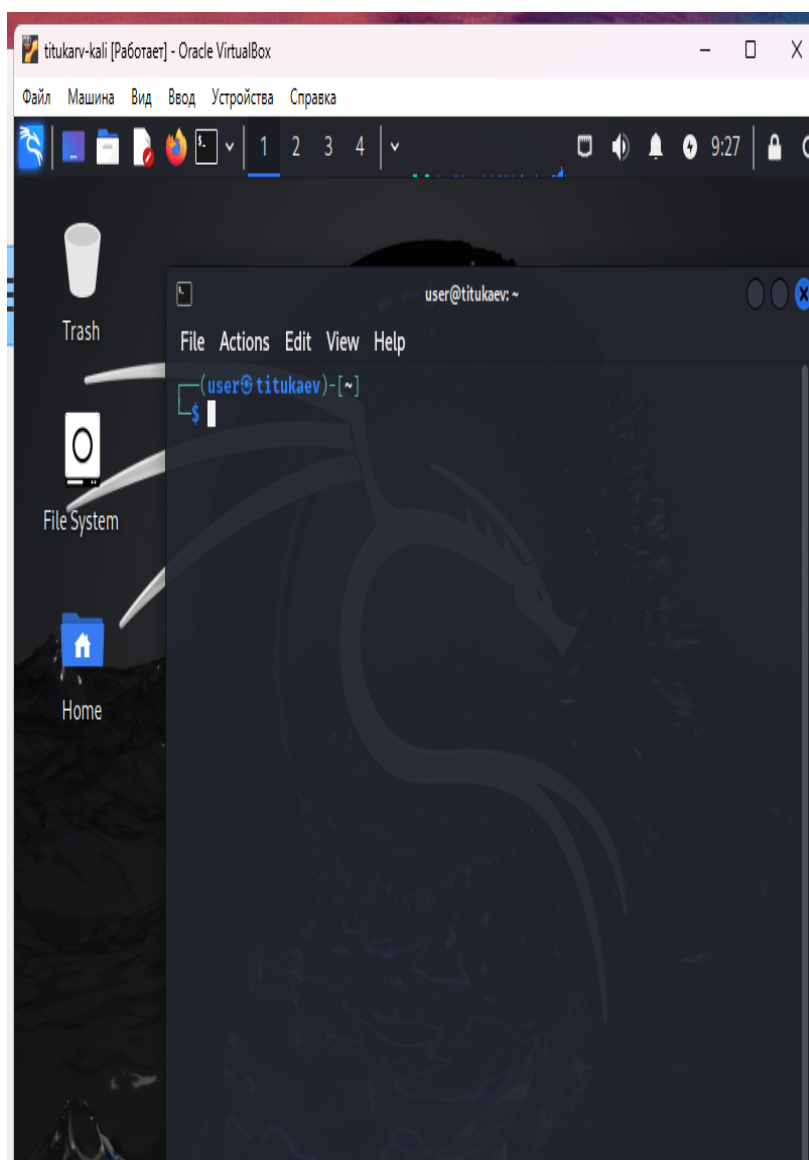 titukarv-kali [Работает] - Oracle VirtualBox
Файл Машина Вид Ввод Устройства Справка
1 2 3 4 9:27
Trash
user@titukaev: ~
File Actions Edit View Help
(user㉿titukaev)-[~]
$
File System
Home